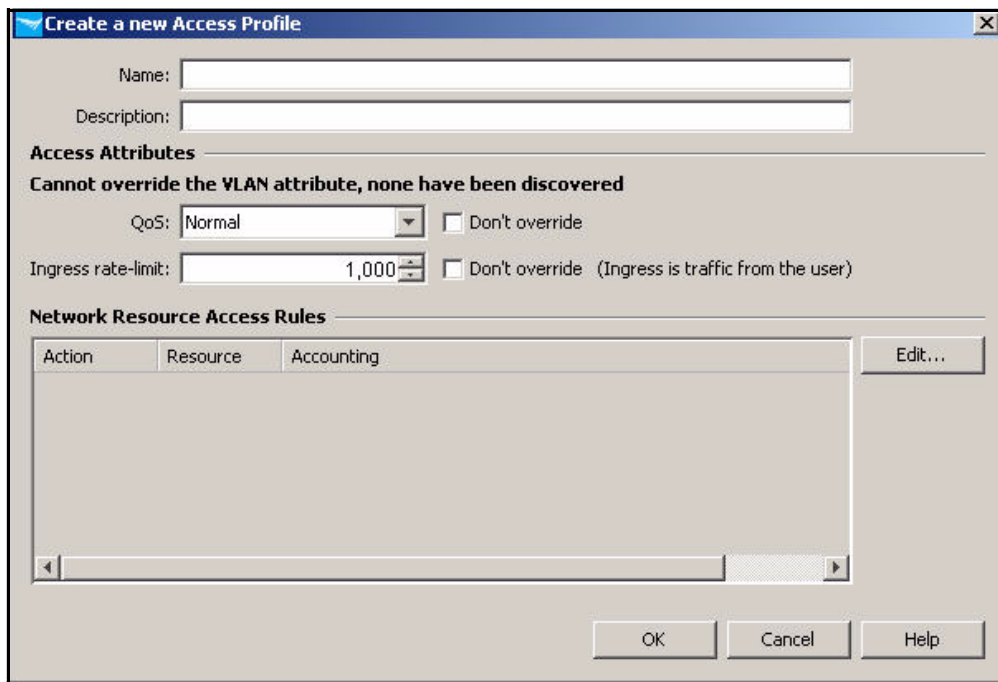 Create a new Access Profile
Name:
Description:
Access Attributes
Cannot override the VLAN attribute, none have been discovered
QoS: Normal Don't override
Ingress rate-limit: 1,000 Don't override (Ingress is traffic from the user)
Network Resource Access Rules
Action Resource Accounting Edit...
OK Cancel Help